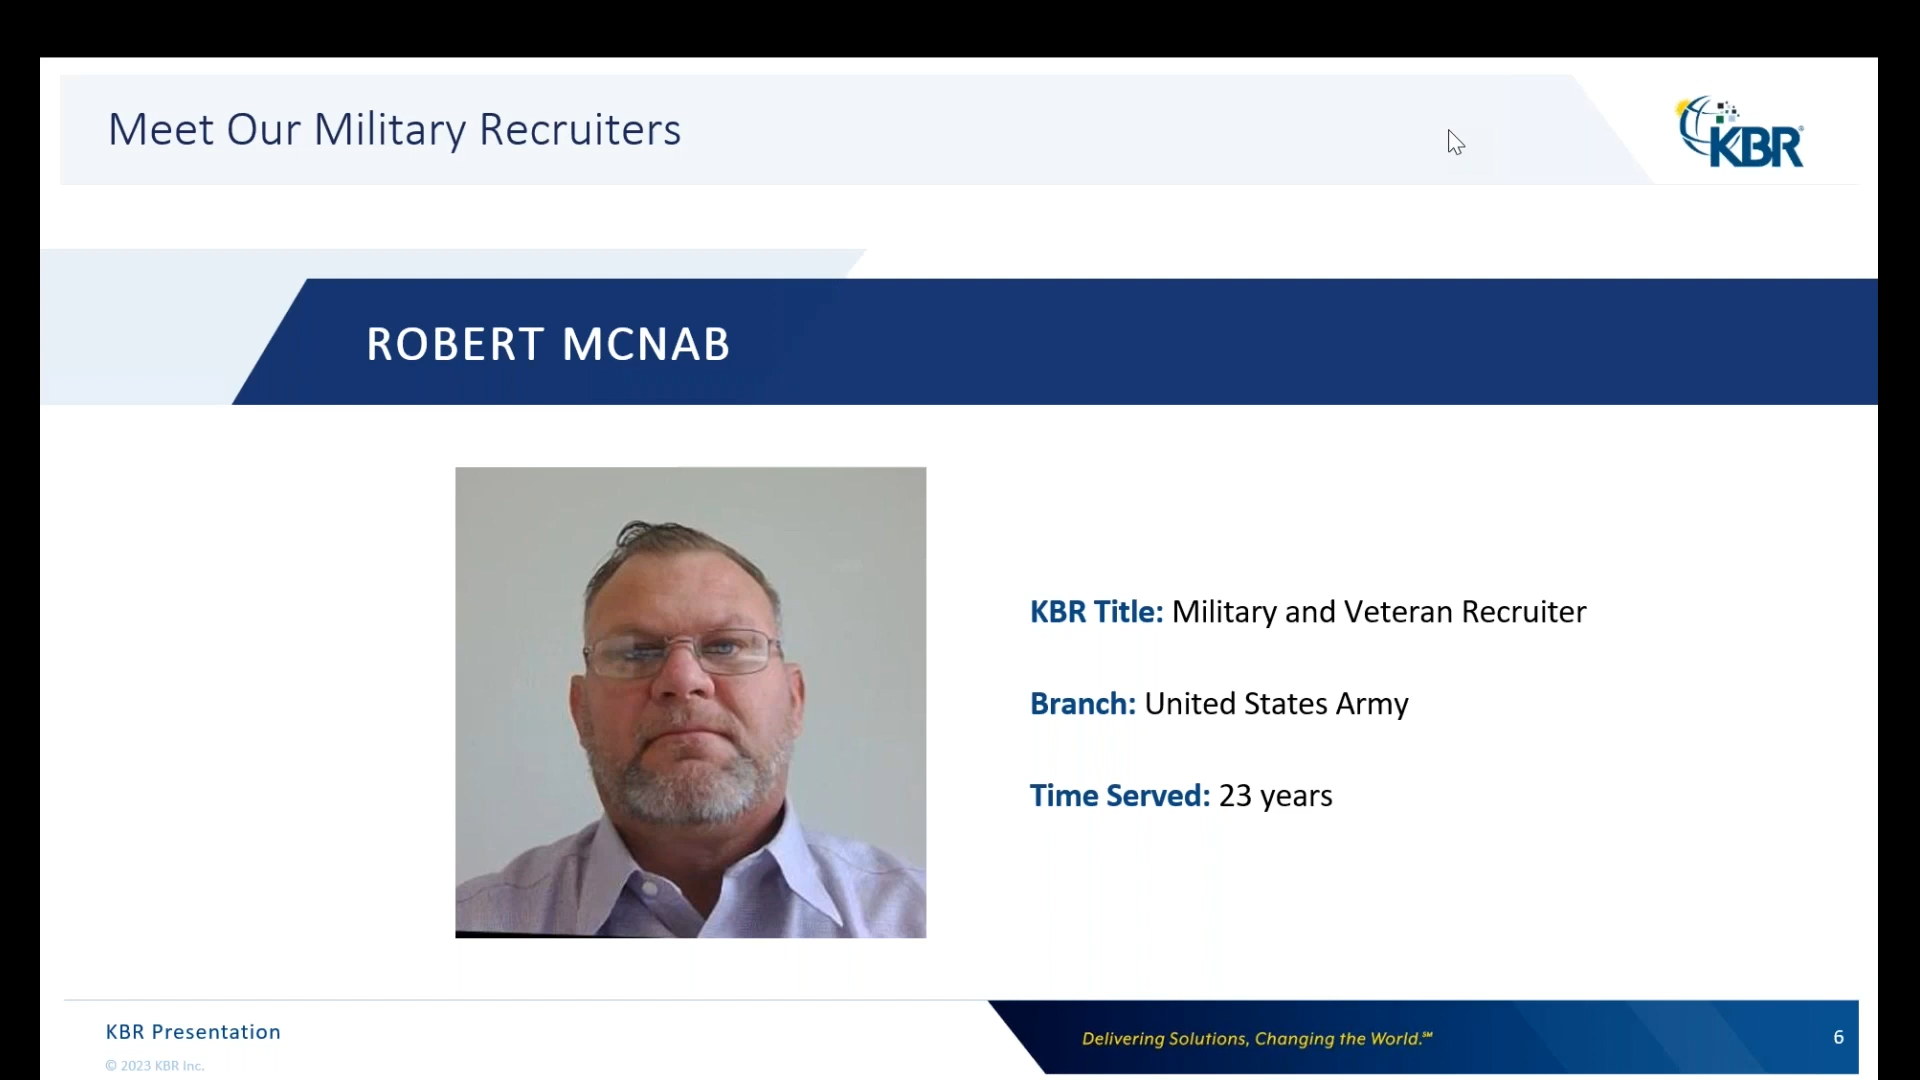 Meet Our Military Recruiters
KBR
ROBERT MCNAB
KBR Title: Military and Veteran Recruiter
Branch: United States Army
Time Served: 23 years
KBR Presentation
© 2023 KBR Inc.
Delivering Solutions, Changing the World.℠
6